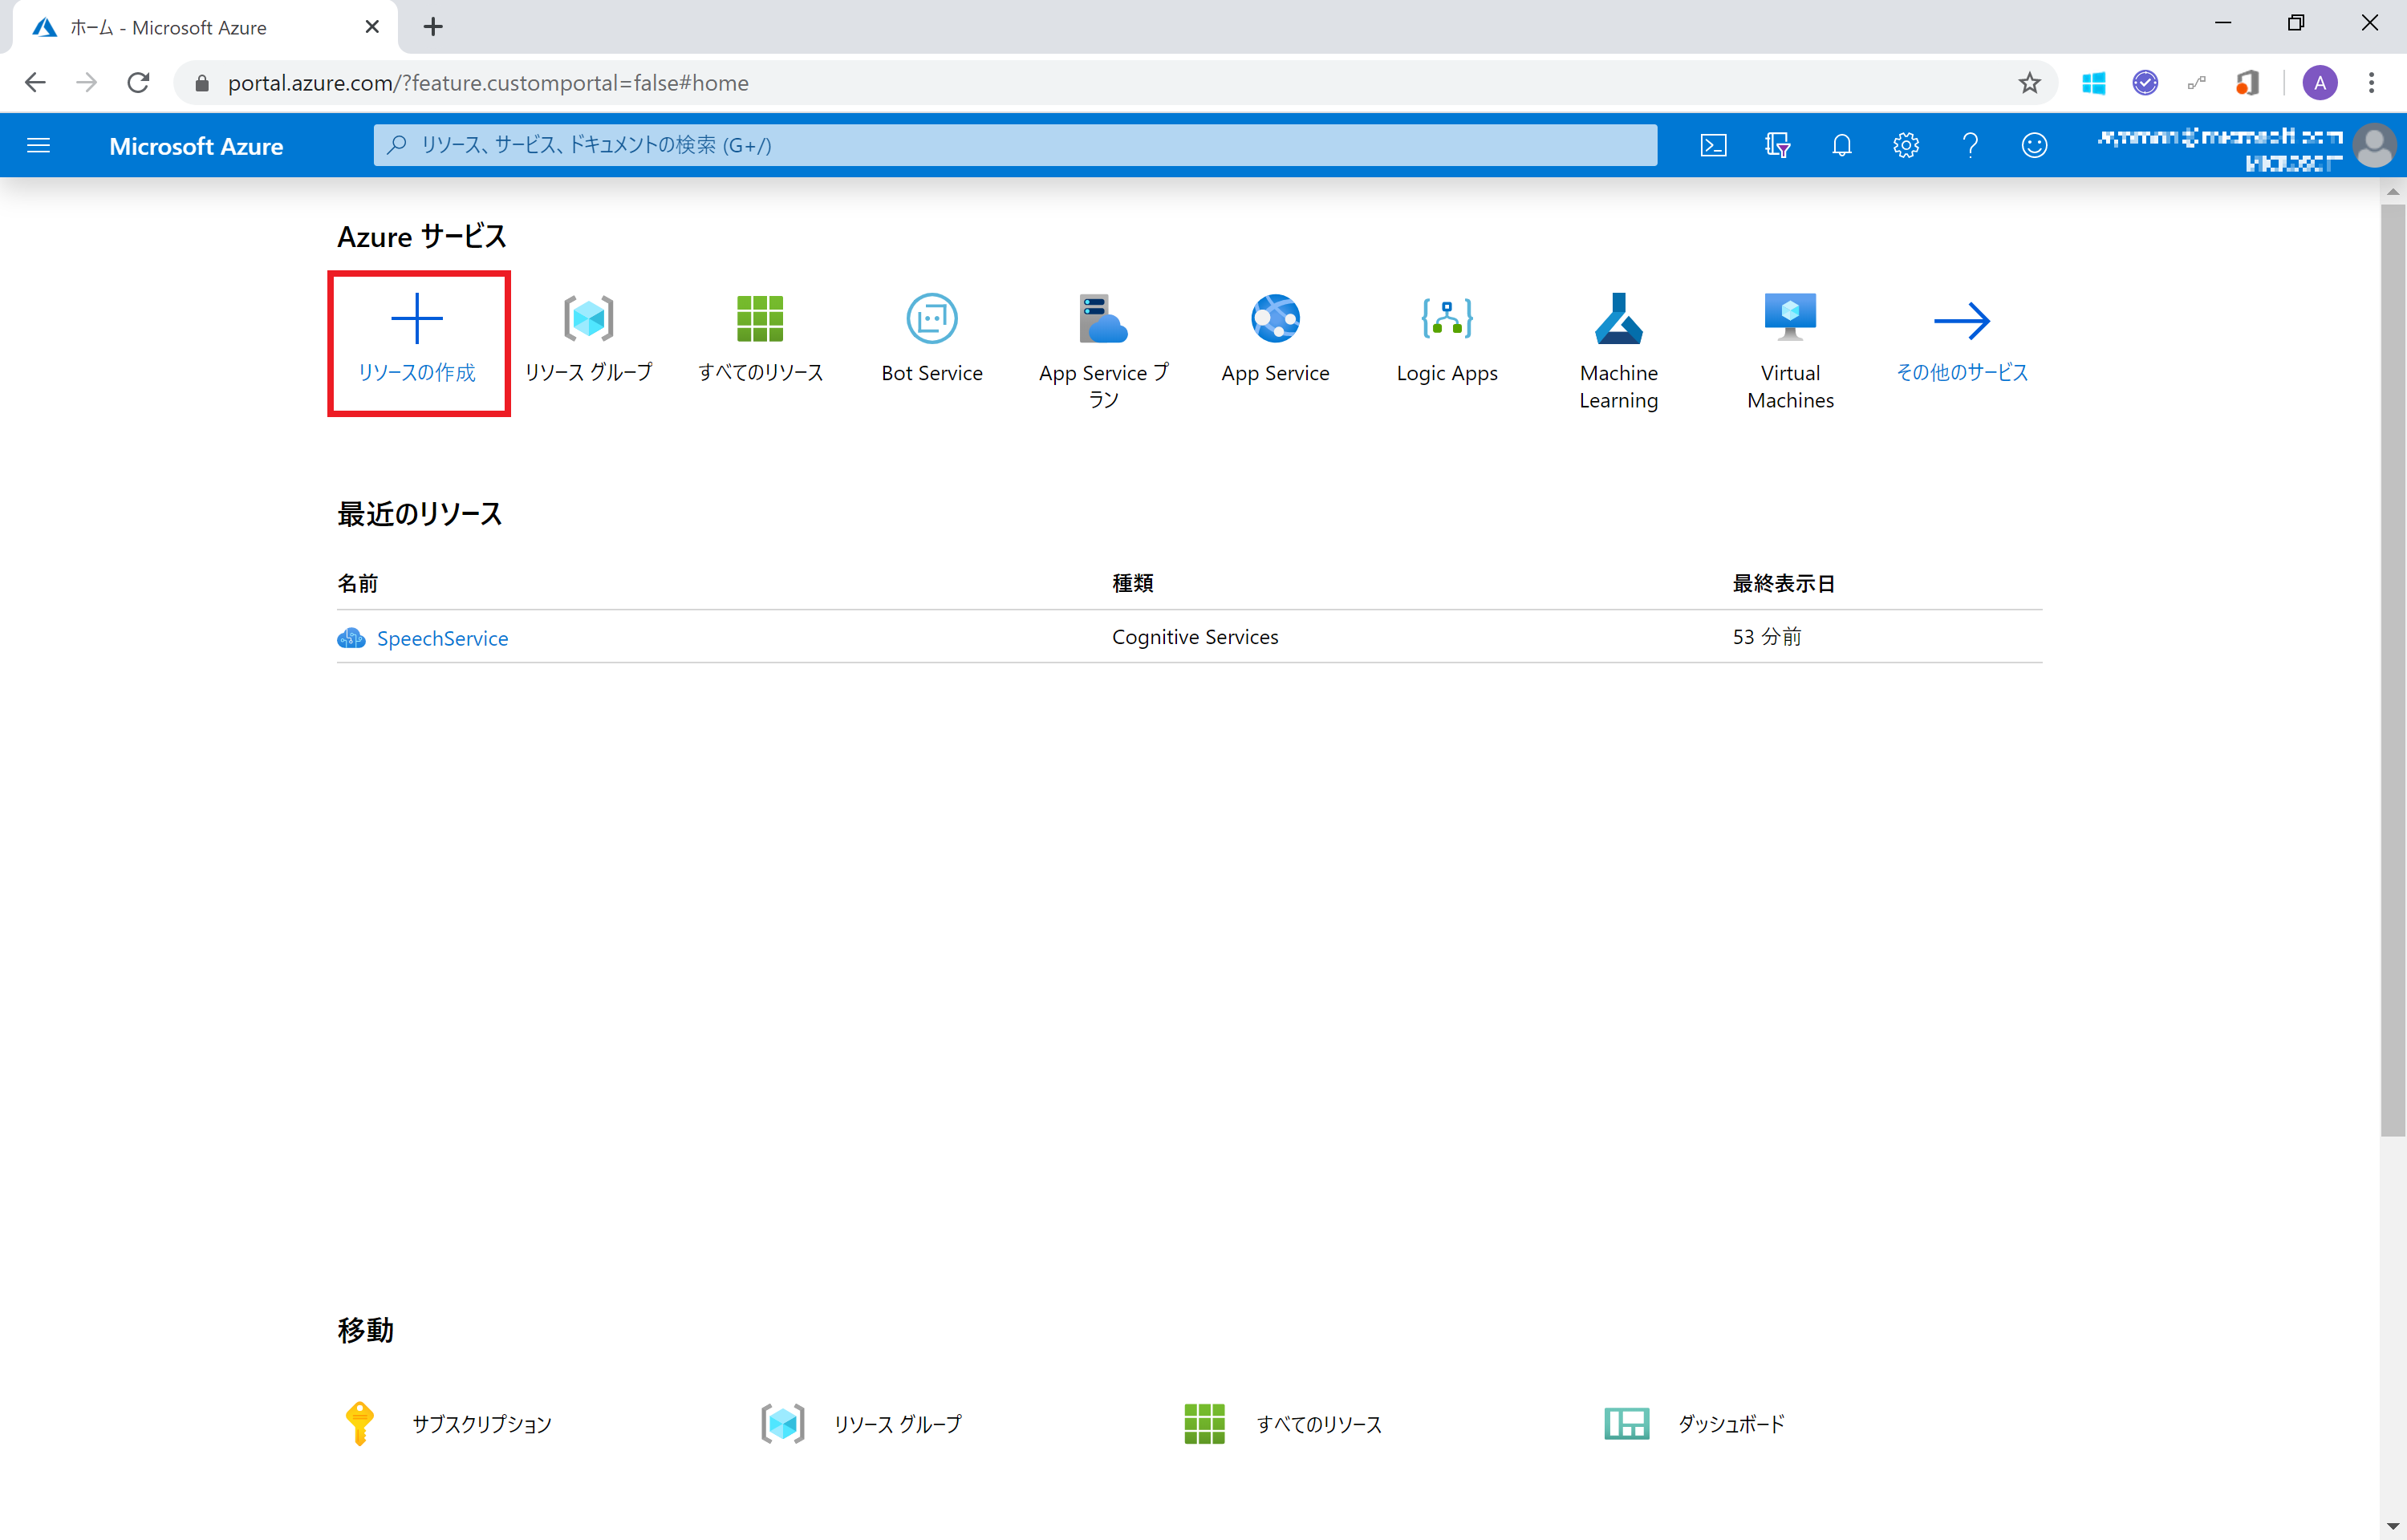 ホーム - Microsoft Azure
portal.azure.com/?feature.customportal=false#home
A
Microsoft Azure
リソース、サービス、ドキュメントの検索 (G+/)
Azure サービス
リソースの作成
リソース グループ
すべてのリソース
Bot Service
App Service プ
ラン
App Service
Logic Apps
Machine
Learning
Virtual
Machines
その他のサービス
最近のリソース
名前 種類 最終表示日
SpeechService Cognitive Services 53 分前
移動
サブスクリプション リソース グループ すべてのリソース ダッシュボード